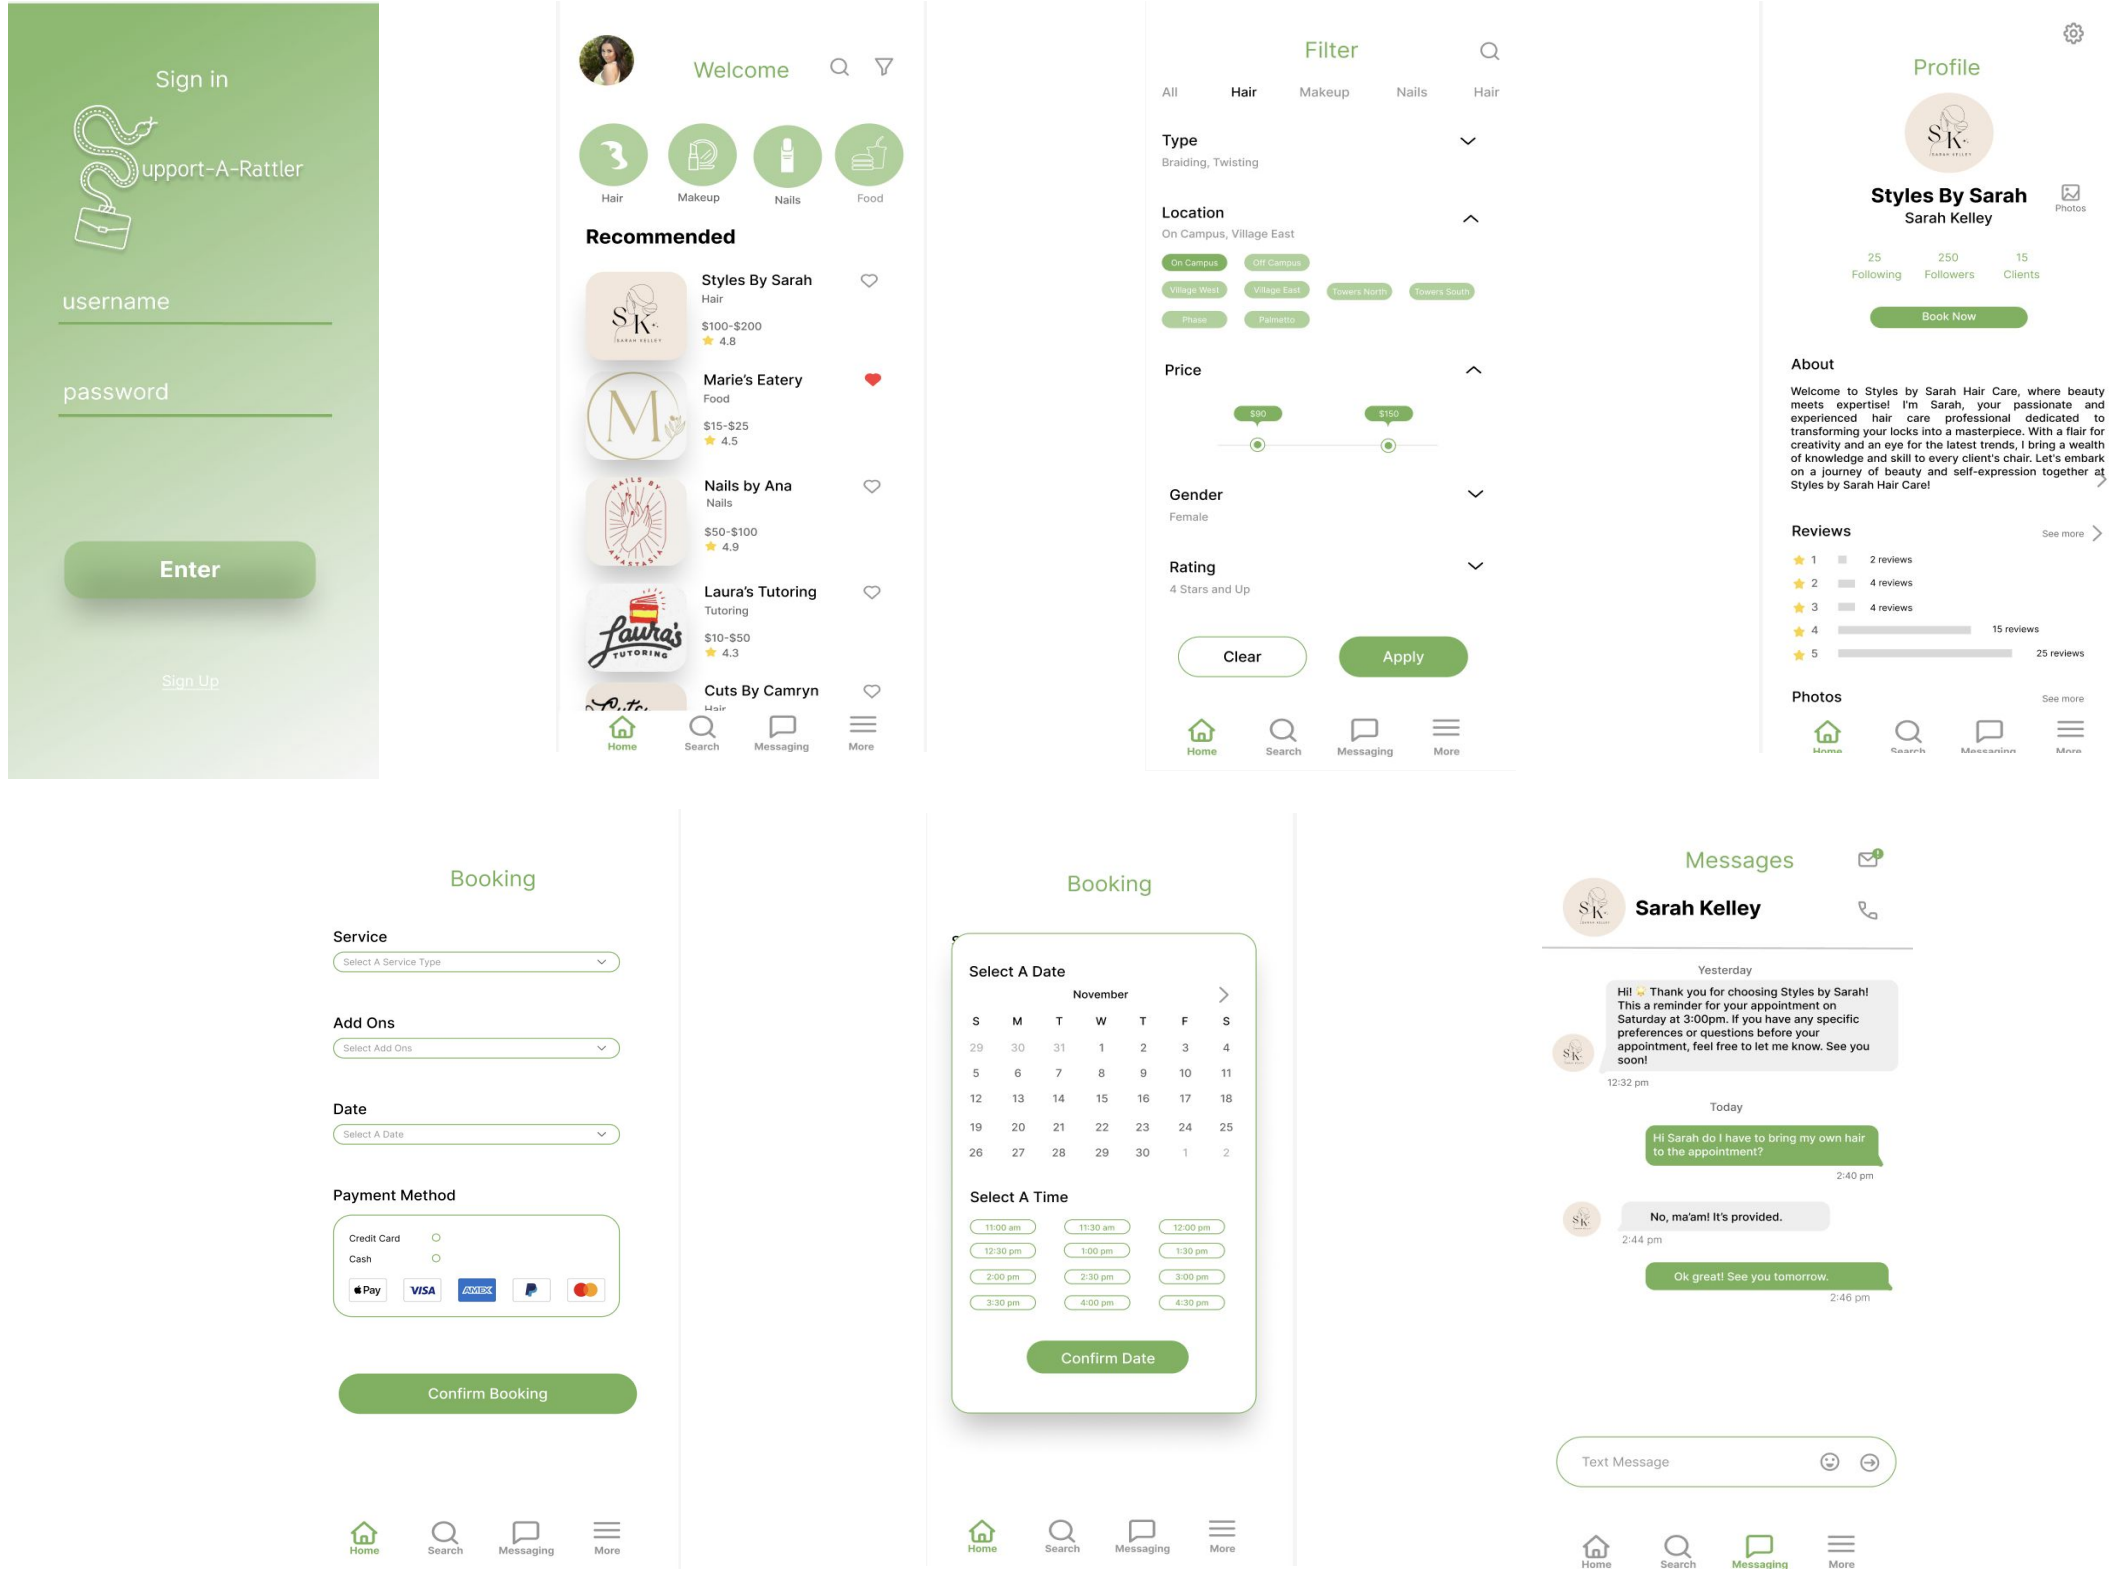 Sign in
upport-A-Rattler
username
password
Enter
Sign Up
Welcome
Hair
Makeup
Nails
Food
Recommended
SK
SARAH KELLEY
Styles By Sarah
Hair
$100-$200
4.8
M
Marie's Eatery
Food
$15-$25
4.5
NAILS BY
ANASTASIA
Nails by Ana
Nails
$50-$100
4.9
Laura's
TUTORING
Laura's Tutoring
Tutoring
$10-$50
4.3
Cuts
Cuts By Camryn
Hair
Home Search Messaging More
Filter
All Hair Makeup Nails Hair
Type
Braiding, Twisting
Location
On Campus, Village East
On Campus Off Campus
Village West Village East Towers North Towers South
Phase Palmetto
Price
$90 $150
Gender
Female
Rating
4 Stars and Up
Clear Apply
Home Search Messaging More
Profile
SK
SARAH KELLEY
Styles By Sarah
Sarah Kelley
Photos
25 250 15
Following Followers Clients
Book Now
About
Welcome to Styles by Sarah Hair Care, where beauty
meets expertise! I'm Sarah, your passionate and
experienced hair care professional dedicated to
transforming your locks into a masterpiece. With a flair for
creativity and an eye for the latest trends, I bring a wealth
of knowledge and skill to every client's chair. Let's embark
on a journey of beauty and self-expression together at
Styles by Sarah Hair Care!
Reviews See more
1 2 reviews
2 4 reviews
3 4 reviews
4 15 reviews
5 25 reviews
Photos See more
Home Search Messaging More
Booking
Service
Select A Service Type
Add Ons
Select Add Ons
Date
Select A Date
Payment Method
Credit Card
Cash
Pay VISA AMEX P
Confirm Booking
Home Search Messaging More
Booking
S
Select A Date
November
S M T W T F S
29 30 31 1 2 3 4
5 6 7 8 9 10 11
12 13 14 15 16 17 18
19 20 21 22 23 24 25
26 27 28 29 30 1 2
Select A Time
11:00 am 11:30 am 12:00 pm
12:30 pm 1:00 pm 1:30 pm
2:00 pm 2:30 pm 3:00 pm
3:30 pm 4:00 pm 4:30 pm
Confirm Date
Home Search Messaging More
Messages
!
SK
Sarah Kelley
Yesterday
Hi! Thank you for choosing Styles by Sarah!
This a reminder for your appointment on
Saturday at 3:00pm. If you have any specific
preferences or questions before your
appointment, feel free to let me know. See you
soon!
SK
12:32 pm
Today
Hi Sarah do I have to bring my own hair
to the appointment?
2:40 pm
SK
No, ma'am! It's provided.
2:44 pm
Ok great! See you tomorrow.
2:46 pm
Text Message
Home Search Messaging More